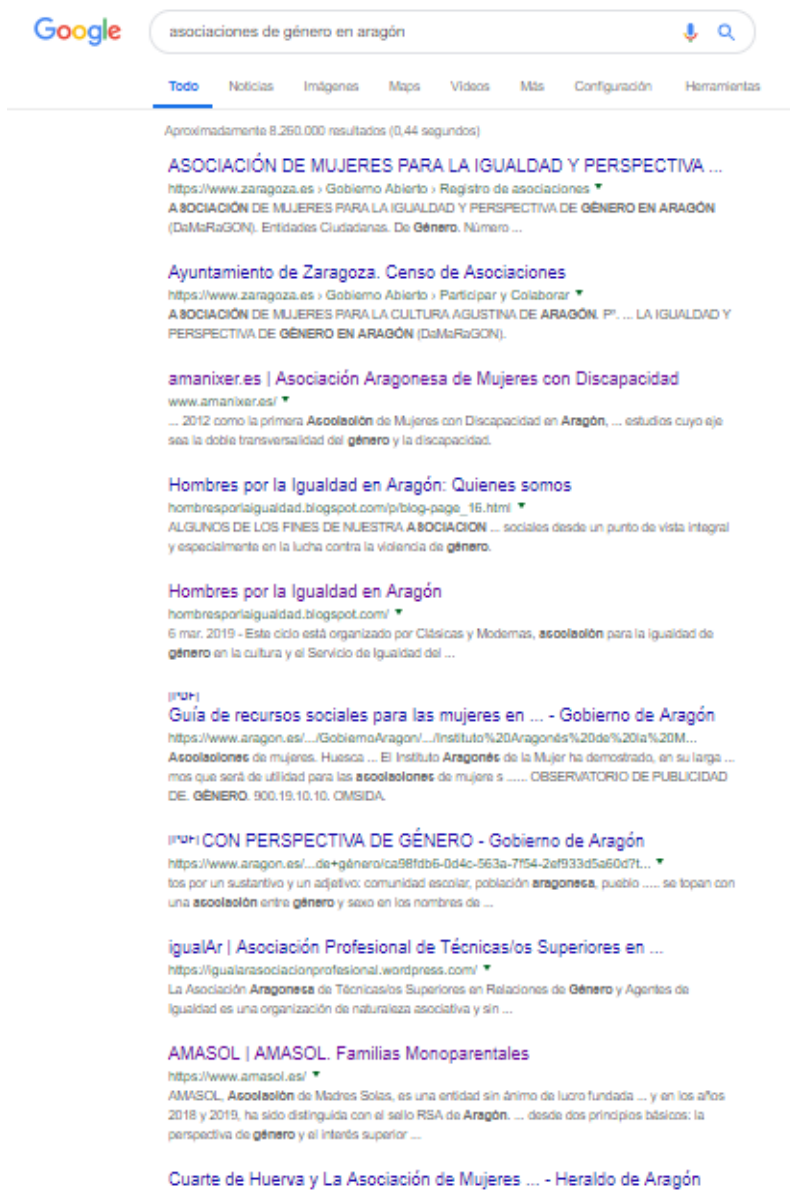 Google
asociaciones de género en aragón
Todo Noticias Imágenes Maps Vídeos Más Configuración Herramientas
Aproximadamente 8.260.000 resultados (0,44 segundos)
ASOCIACIÓN DE MUJERES PARA LA IGUALDAD Y PERSPECTIVA ...
https://www.zaragoza.es › Gobierno Abierto › Registro de asociaciones ▼
ASOCIACIÓN DE MUJERES PARA LA IGUALDAD Y PERSPECTIVA DE GÉNERO EN ARAGÓN
(DaMaRaGON). Entidades Ciudadanas. De Género. Número ...
Ayuntamiento de Zaragoza. Censo de Asociaciones
https://www.zaragoza.es › Gobierno Abierto › Participar y Colaborar ▼
ASOCIACIÓN DE MUJERES PARA LA CULTURA AGUSTINA DE ARAGÓN. Pº. ... LA IGUALDAD Y
PERSPECTIVA DE GÉNERO EN ARAGÓN (DaMaRaGON).
amanixer.es | Asociación Aragonesa de Mujeres con Discapacidad
www.amanixer.es/ ▼
... 2012 como la primera Asociación de Mujeres con Discapacidad en Aragón, ... estudios cuyo eje
sea la doble transversalidad del género y la discapacidad.
Hombres por la Igualdad en Aragón: Quienes somos
hombresporlaigualdad.blogspot.com/p/blog-page_16.html ▼
ALGUNOS DE LOS FINES DE NUESTRA ASOCIACION ... sociales desde un punto de vista integral
y especialmente en la lucha contra la violencia de género.
Hombres por la Igualdad en Aragón
hombresporlaigualdad.blogspot.com/ ▼
6 mar. 2019 - Este ciclo está organizado por Clásicas y Modernas, asociación para la igualdad de
género en la cultura y el Servicio de Igualdad del ...
[PDF]
Guía de recursos sociales para las mujeres en ... - Gobierno de Aragón
https://www.aragon.es/.../GobiernoAragon/.../Instituto%20Aragonés%20de%20la%20M...
Asociaciones de mujeres. Huesca ... El Instituto Aragonés de la Mujer ha demostrado, en su larga ...
mos que será de utilidad para las asociaciones de mujere s ...... OBSERVATORIO DE PUBLICIDAD
DE. GÉNERO. 900.19.10.10. OMSIDA.
[PDF] CON PERSPECTIVA DE GÉNERO - Gobierno de Aragón
https://www.aragon.es/...de+género/ca98fdb6-0d4c-563a-7f54-2ef933d5a60d?t... ▼
tos por un sustantivo y un adjetivo: comunidad escolar, población aragonesa, pueblo ..... se topan con
una asociación entre género y sexo en los nombres de ...
igualAr | Asociación Profesional de Técnicas/os Superiores en ...
https://igualarasociacionprofesional.wordpress.com/ ▼
La Asociación Aragonesa de Técnicas/os Superiores en Relaciones de Género y Agentes de
Igualdad es una organización de naturaleza asociativa y sin ...
AMASOL | AMASOL. Familias Monoparentales
https://www.amasol.es/ ▼
AMASOL, Asociación de Madres Solas, es una entidad sin ánimo de lucro fundada ... y en los años
2018 y 2019, ha sido distinguida con el sello RSA de Aragón. ... desde dos principios básicos: la
perspectiva de género y el interés superior ...
Cuarte de Huerva y La Asociación de Mujeres ... - Heraldo de Aragón